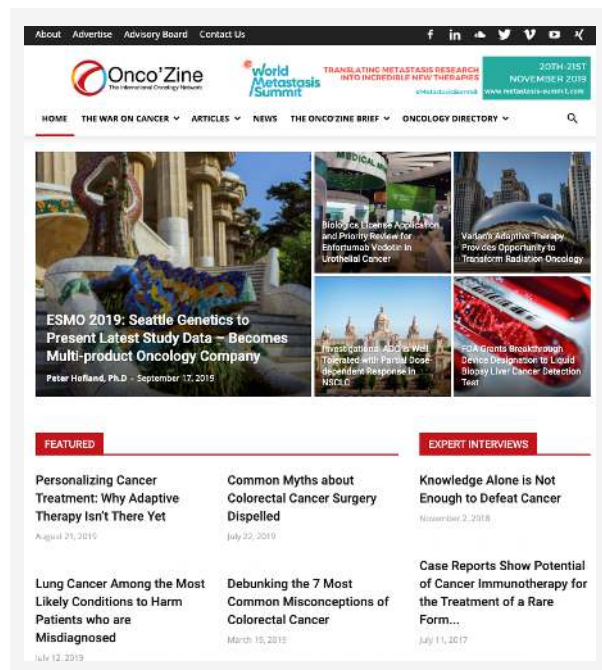 About Advertise Advisory Board Contact Us
Onco'Zine
The International Oncology Network
World
Metastasis
/Summit
TRANSLATING METASTASIS RESEARCH
INTO INCREDIBLE NEW THERAPIES
#MetastasisSummit
20TH-21ST
NOVEMBER 2019
www.metastasis-summit.com
HOME THE WAR ON CANCER ARTICLES NEWS THE ONCO'ZINE BRIEF ONCOLOGY DIRECTORY
MEDICAL
ESMO 2019: Seattle Genetics to
Present Latest Study Data – Becomes
Multi-product Oncology Company
Peter Hofland, Ph.D - September 17, 2019
Biologics License Application
and Priority Review for
Enfortumab Vedotin in
Urothelial Cancer
Varian's Adaptive Therapy
Provides Opportunity to
Transform Radiation Oncology
Investigational ADC is Well
Tolerated with Partial Dose-
dependent Response in
NSCLC
FDA Grants Breakthrough
Device Designation to Liquid
Biopsy Liver Cancer Detection
Test
FEATURED
Personalizing Cancer
Treatment: Why Adaptive
Therapy Isn't There Yet
August 21, 2019
Common Myths about
Colorectal Cancer Surgery
Dispelled
July 22, 2019
Lung Cancer Among the Most
Likely Conditions to Harm
Patients who are
Misdiagnosed
July 12, 2019
Debunking the 7 Most
Common Misconceptions of
Colorectal Cancer
March 15, 2019
EXPERT INTERVIEWS
Knowledge Alone is Not
Enough to Defeat Cancer
November 2, 2018
Case Reports Show Potential
of Cancer Immunotherapy for
the Treatment of a Rare
Form...
July 11, 2017